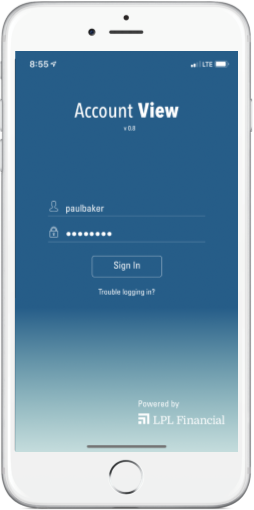 8:55
LTE
Account View
v 0.8
paulbaker
Sign In
Trouble logging in?
Powered by
LPL Financial